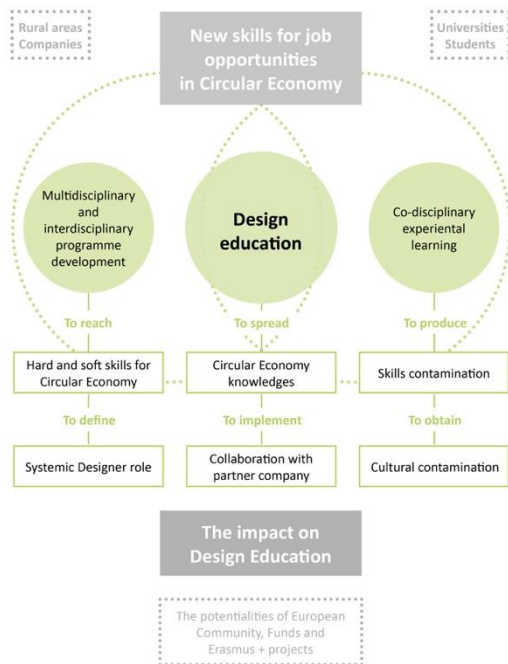 Rural areas
Companies
New skills for job
opportunities
in Circular Economy
Universities
Students
Multidisciplinary
and
interdisciplinary
programme
development
Design
education
Co-disciplinary
experiental
learning
To reach
To spread
To produce
Hard and soft skills for
Circular Economy
Circular Economy
knowledges
Skills contamination
To define
To implement
To obtain
Systemic Designer role
Collaboration with
partner company
Cultural contamination
The impact on
Design Education
The potentialities of European
Community, Funds and
Erasmus + projects